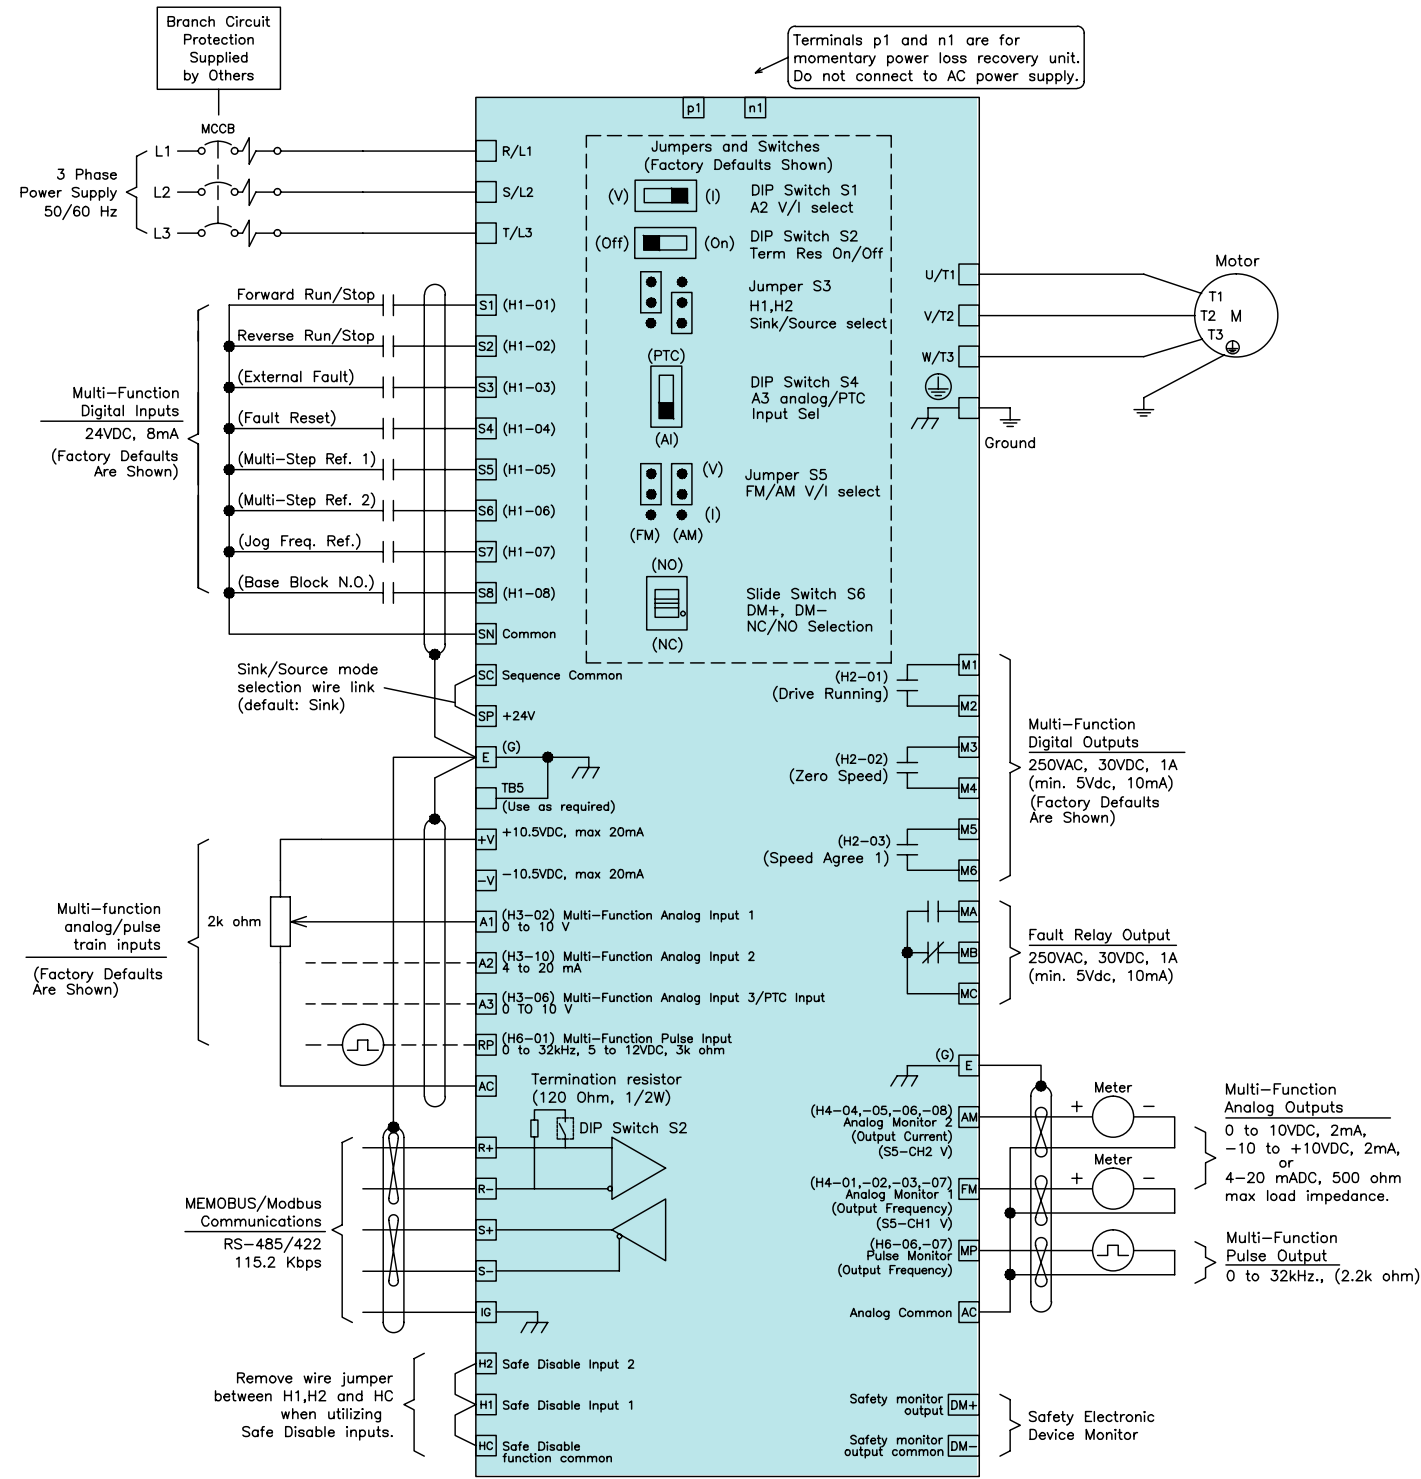 Branch Circuit
Protection
Supplied
by Others
Terminals p1 and n1 are for
momentary power loss recovery unit.
Do not connect to AC power supply.
p1
n1
MCCB
3 Phase
Power Supply
50/60 Hz
L1
L2
L3
R/L1
S/L2
T/L3
Jumpers and Switches
(Factory Defaults Shown)
(V)
(I)
DIP Switch S1
A2 V/I select
(Off)
(On)
DIP Switch S2
Term Res On/Off
Jumper S3
H1,H2
Sink/Source select
(PTC)
(AI)
DIP Switch S4
A3 analog/PTC
Input Sel
(V)
(I)
(FM)
(AM)
Jumper S5
FM/AM V/I select
(NO)
(NC)
Slide Switch S6
DM+, DM−
NC/NO Selection
U/T1
V/T2
W/T3
Ground
Motor
T1
T2
T3
M
Multi−Function
Digital Inputs
24VDC, 8mA
(Factory Defaults
Are Shown)
Forward Run/Stop
S1 (H1−01)
Reverse Run/Stop
S2 (H1−02)
(External Fault)
S3 (H1−03)
(Fault Reset)
S4 (H1−04)
(Multi−Step Ref. 1)
S5 (H1−05)
(Multi−Step Ref. 2)
S6 (H1−06)
(Jog Freq. Ref.)
S7 (H1−07)
(Base Block N.O.)
S8 (H1−08)
SN Common
Sink/Source mode
selection wire link
(default: Sink)
SC Sequence Common
SP +24V
E (G)
TB5
(Use as required)
(H2−01)
(Drive Running)
M1
M2
(H2−02)
(Zero Speed)
M3
M4
(H2−03)
(Speed Agree 1)
M5
M6
Multi−Function
Digital Outputs
250VAC, 30VDC, 1A
(min. 5Vdc, 10mA)
(Factory Defaults
Are Shown)
MA
MB
MC
Fault Relay Output
250VAC, 30VDC, 1A
(min. 5Vdc, 10mA)
Multi−function
analog/pulse
train inputs
(Factory Defaults
Are Shown)
2k ohm
+V +10.5VDC, max 20mA
−V −10.5VDC, max 20mA
A1 (H3−02) Multi−Function Analog Input 1
0 to 10 V
A2 (H3−10) Multi−Function Analog Input 2
4 to 20 mA
A3 (H3−06) Multi−Function Analog Input 3/PTC Input
0 TO 10 V
RP (H6−01) Multi−Function Pulse Input
0 to 32kHz, 5 to 12VDC, 3k ohm
AC
Termination resistor
(120 Ohm, 1/2W)
DIP Switch S2
MEMOBUS/Modbus
Communications
RS−485/422
115.2 Kbps
R+
R−
S+
S−
IG
(G) E
(H4−04,−05,−06,−08)
Analog Monitor 2
(Output Current)
(S5−CH2 V)
AM
(H4−01,−02,−03,−07)
Analog Monitor 1
(Output Frequency)
(S5−CH1 V)
FM
(H6−06,−07)
Pulse Monitor
(Output Frequency)
MP
Analog Common AC
Meter
+ −
Meter
+ −
Multi−Function
Analog Outputs
0 to 10VDC, 2mA,
−10 to +10VDC, 2mA,
or
4−20 mADC, 500 ohm
max load impedance.
Multi−Function
Pulse Output
0 to 32kHz., (2.2k ohm)
Remove wire jumper
between H1,H2 and HC
when utilizing
Safe Disable inputs.
H2 Safe Disable Input 2
H1 Safe Disable Input 1
HC Safe Disable
function common
Safety monitor
output
DM+
Safety monitor
output common
DM−
Safety Electronic
Device Monitor